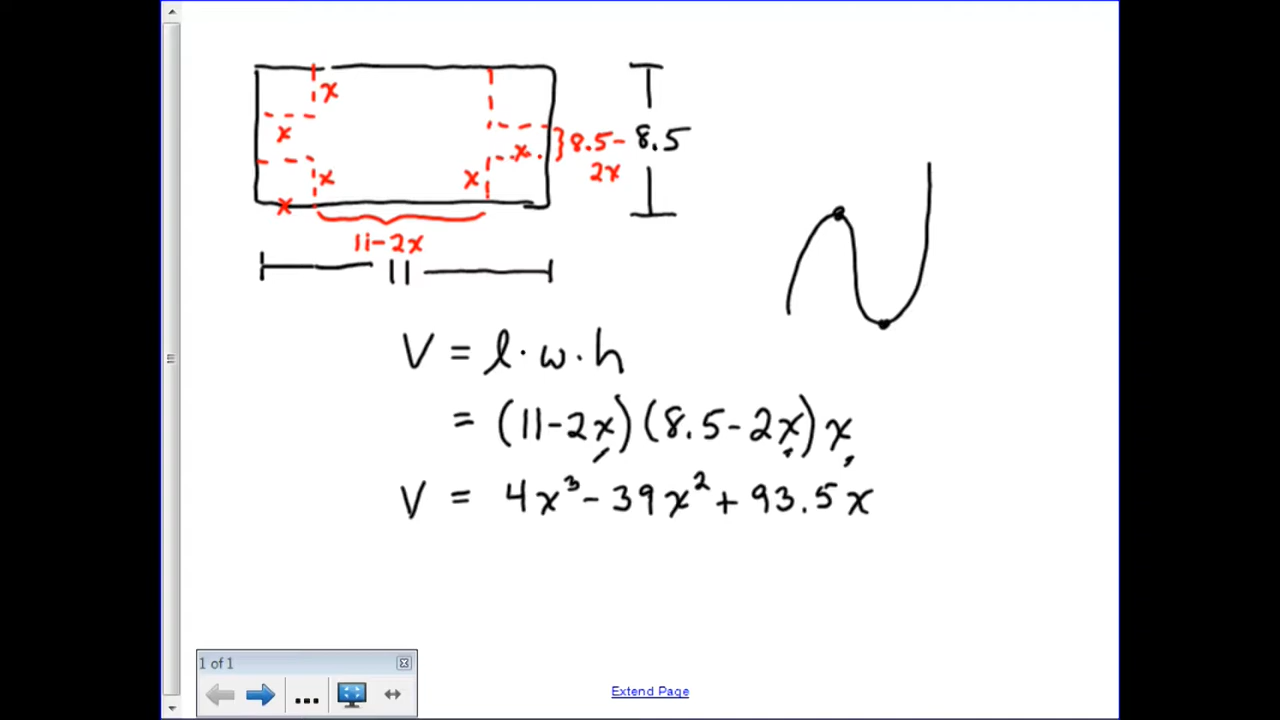 x
x
x
x
x
x
}8.5-
2x
8.5
11-2x
11
V = l·w·h
= (11-2x)(8.5-2x)x
V = 4x³-39x²+93.5x
1 of 1
...
Extend Page